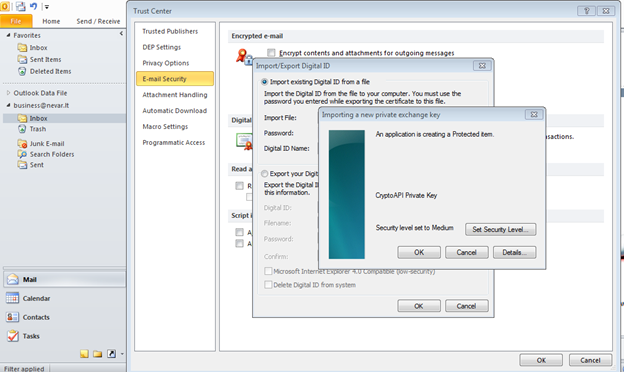 File
Home
Send / Receive
Favorites
Inbox
Sent Items
Deleted Items
Outlook Data File
business@nevar.lt
Inbox
Trash
Junk E-mail
Search Folders
Sent
Mail
Calendar
Contacts
Tasks
Filter applied
Trust Center
Trusted Publishers
DEP Settings
Privacy Options
E-mail Security
Attachment Handling
Automatic Download
Macro Settings
Programmatic Access
Encrypted e-mail
Encrypt contents and attachments for outgoing messages
Digital
Read a
Script i
OK
Cancel
Import/Export Digital ID
Import existing Digital ID from a file
Import the Digital ID from the file to your computer. You must use the
password you entered while exporting the certificate to this file.
Import File:
Password:
Digital ID Name:
Export your Digit
Export the Digital I
this information.
Digital ID:
Filename:
Password:
Confirm:
Microsoft Internet Explorer 4.0 Compatible (low-security)
Delete Digital ID from system
OK
Cancel
Importing a new private exchange key
An application is creating a Protected item.
CryptoAPI Private Key
Security level set to Medium
Set Security Level...
OK
Cancel
Details...
nsactions.